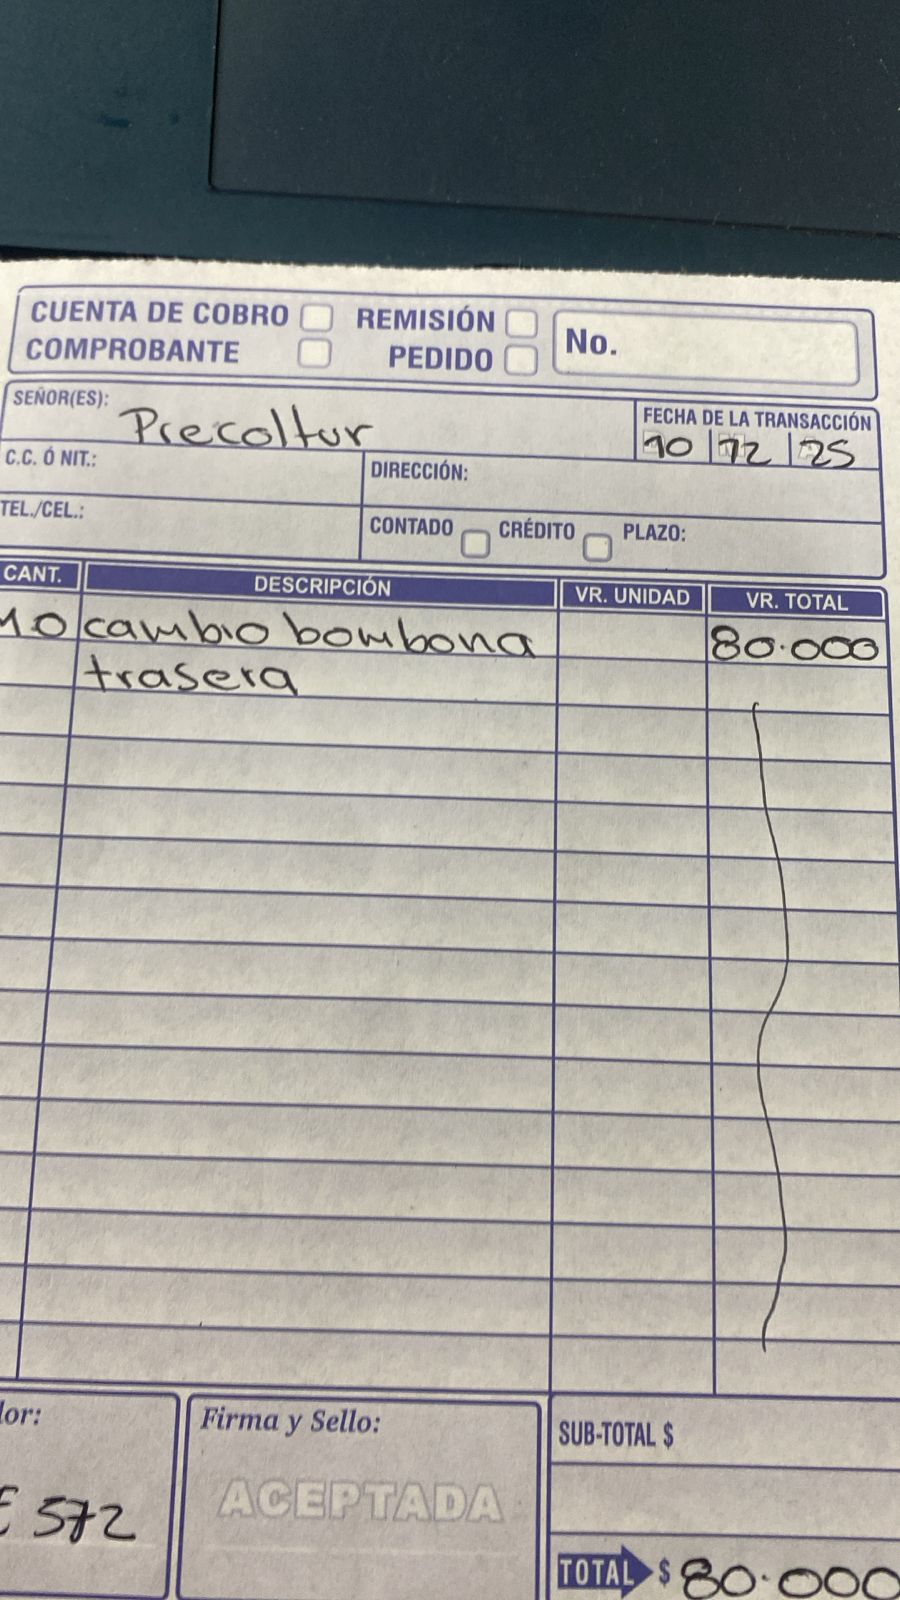 CUENTA DE COBRO REMISIÓN No.
COMPROBANTE PEDIDO
SEÑOR(ES): Precoltur FECHA DE LA TRANSACCIÓN
10 12 25
C.C. Ó NIT.: DIRECCIÓN:
TEL./CEL.: CONTADO CRÉDITO PLAZO:
CANT. DESCRIPCIÓN VR. UNIDAD VR. TOTAL
MO cambio bombona 80.000
trasera
Firma y Sello: SUB-TOTAL $
ACEPTADA
572
TOTAL $ 80.000